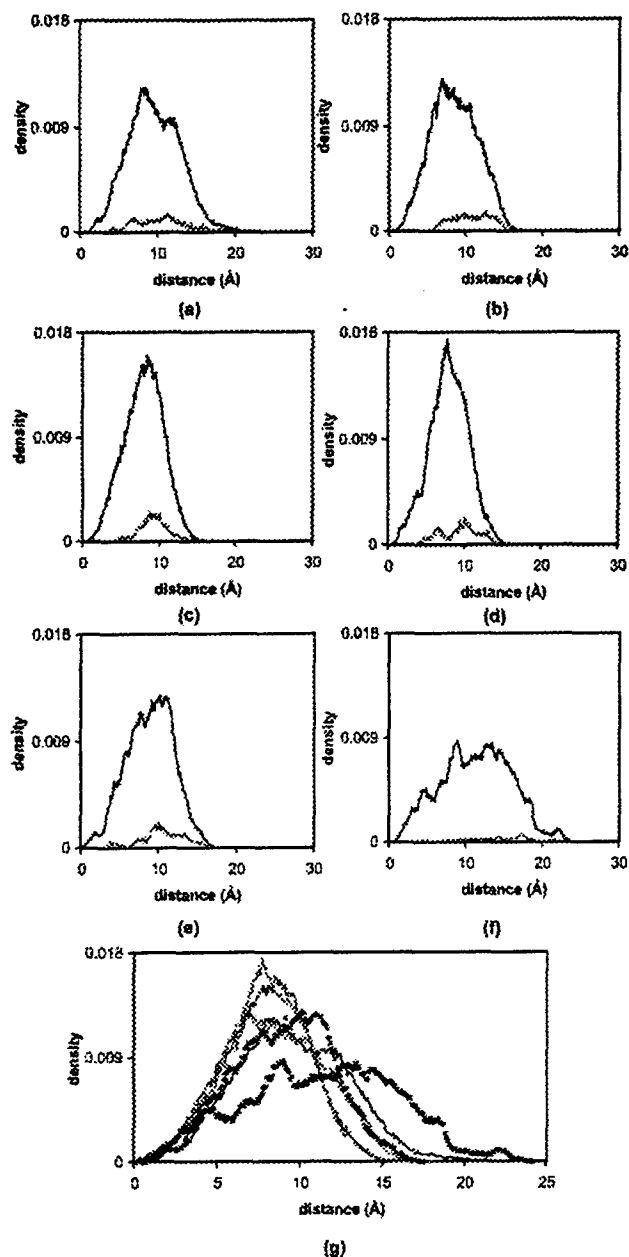 0.018 0.018
density 0.009 density 0.009
0 0
0 10 20 30 0 10 20 30
distance (Å) distance (Å)
(a) (b)
0.018 0.018
density 0.009 density 0.009
0 0
0 10 20 30 0 10 20 30
distance (Å) distance (Å)
(c) (d)
0.018 0.018
density 0.009 density 0.009
0 0
0 10 20 30 0 10 20 30
distance (Å) distance (Å)
(e) (f)
0.018
density 0.009
0
0 5 10 15 20 25
distance (Å)
(g)